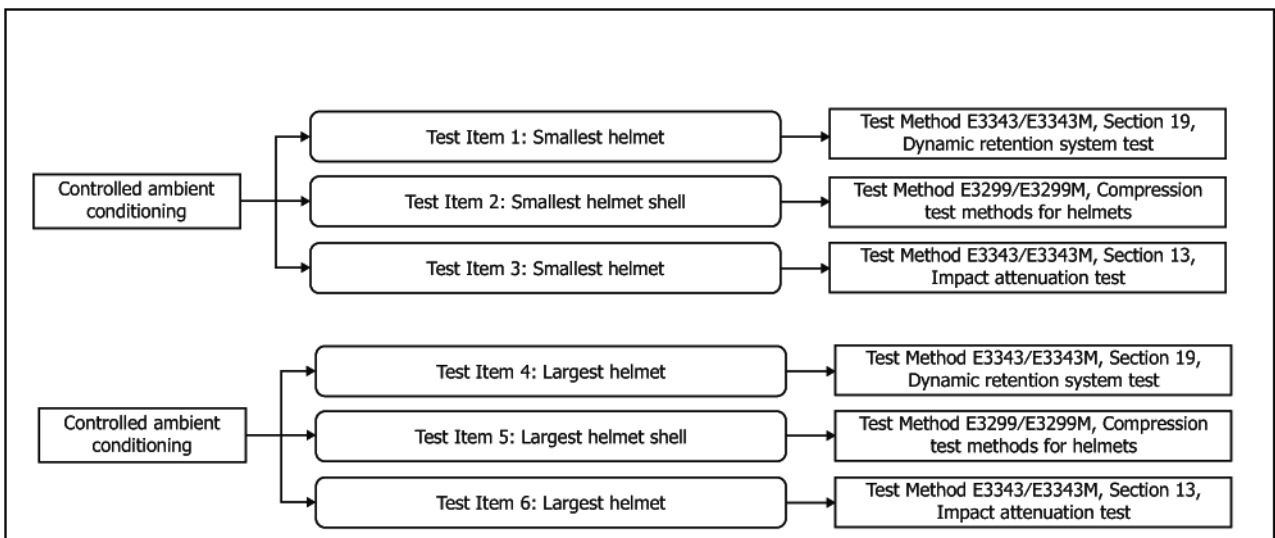 Controlled ambient
conditioning
Test Item 1: Smallest helmet
Test Method E3343/E3343M, Section 19,
Dynamic retention system test
Test Item 2: Smallest helmet shell
Test Method E3299/E3299M, Compression
test methods for helmets
Test Item 3: Smallest helmet
Test Method E3343/E3343M, Section 13,
Impact attenuation test
Controlled ambient
conditioning
Test Item 4: Largest helmet
Test Method E3343/E3343M, Section 19,
Dynamic retention system test
Test Item 5: Largest helmet shell
Test Method E3299/E3299M, Compression
test methods for helmets
Test Item 6: Largest helmet
Test Method E3343/E3343M, Section 13,
Impact attenuation test